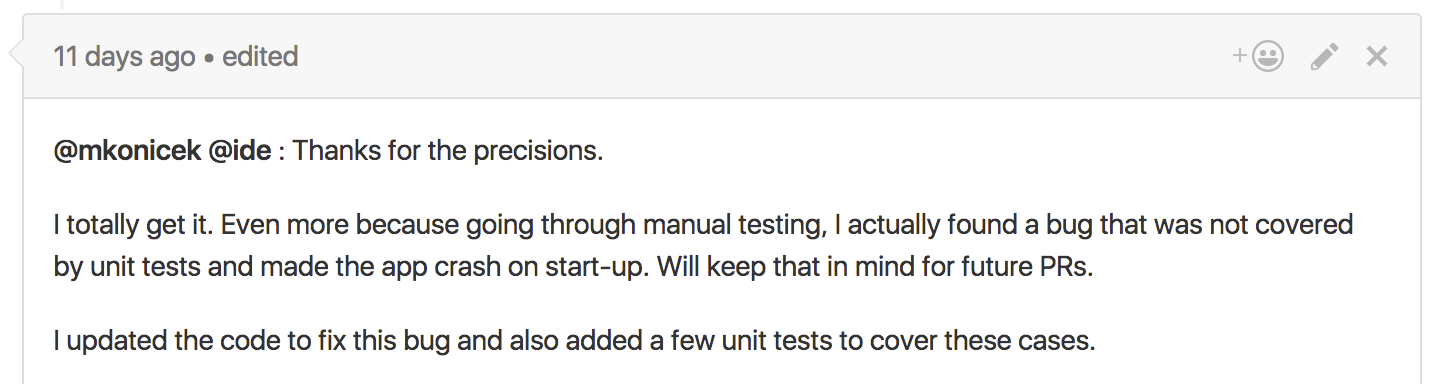 11 days ago • edited
@mkonicek @ide : Thanks for the precisions.
I totally get it. Even more because going through manual testing, I actually found a bug that was not covered
by unit tests and made the app crash on start-up. Will keep that in mind for future PRs.
I updated the code to fix this bug and also added a few unit tests to cover these cases.